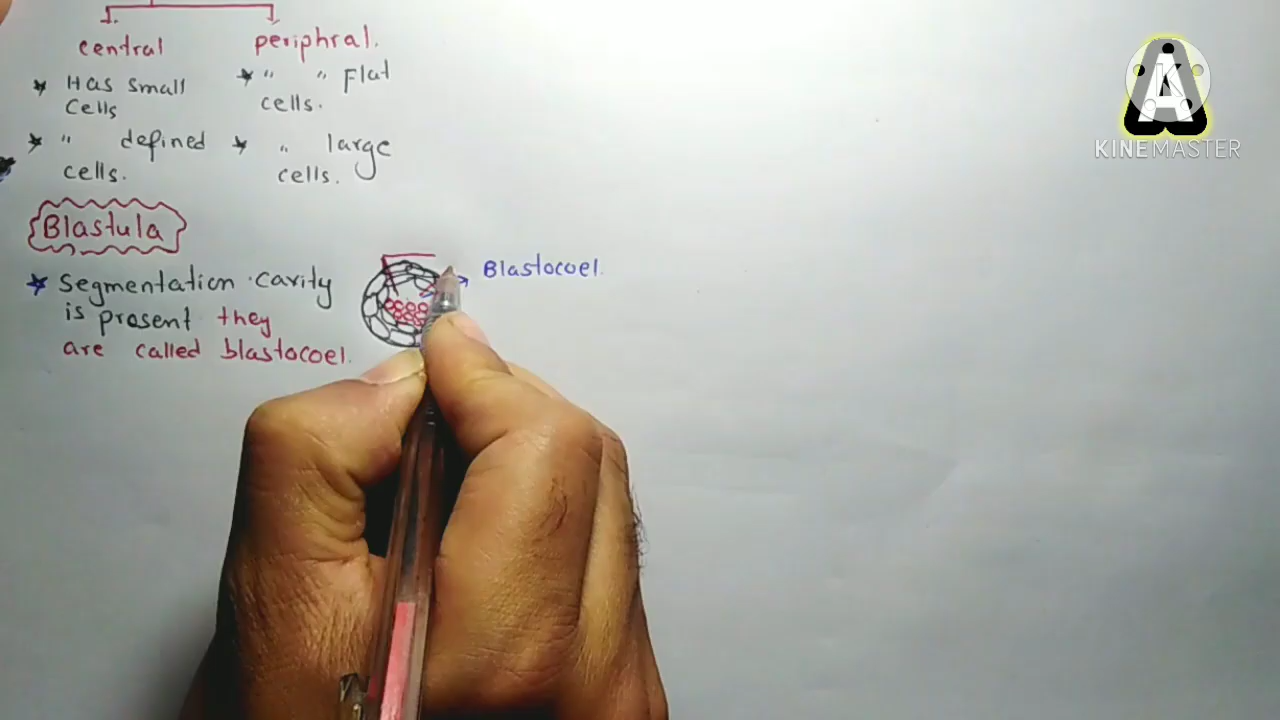 central
★ Has small
cells
★ " defined
cells.
periphral.
★ " " Flat
cells.
★ " large
cells.
Blastula
★ Segmentation cavity
is present they
are called blastocoel.
Blastocoel.
KINEMASTER